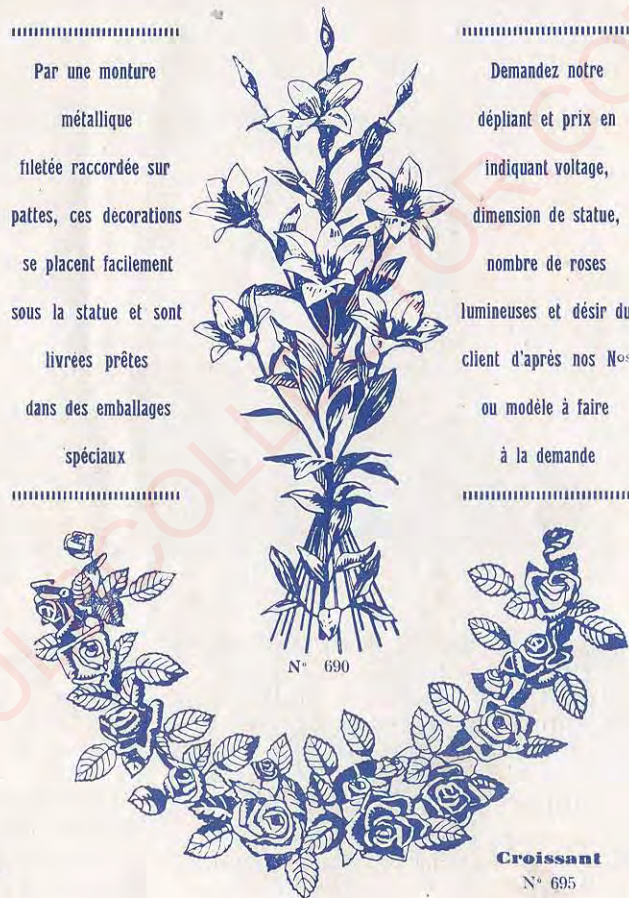 Par une monture
métallique
filetée raccordée sur
pattes, ces décorations
se placent facilement
sous la statue et sont
livrées prêtes
dans des emballages
spéciaux
Demandez notre
dépliant et prix en
indiquant voltage,
dimension de statue,
nombre de roses
lumineuses et désir du
client d'après nos Nos
ou modèle à faire
à la demande
N° 690
Croissant
N° 695